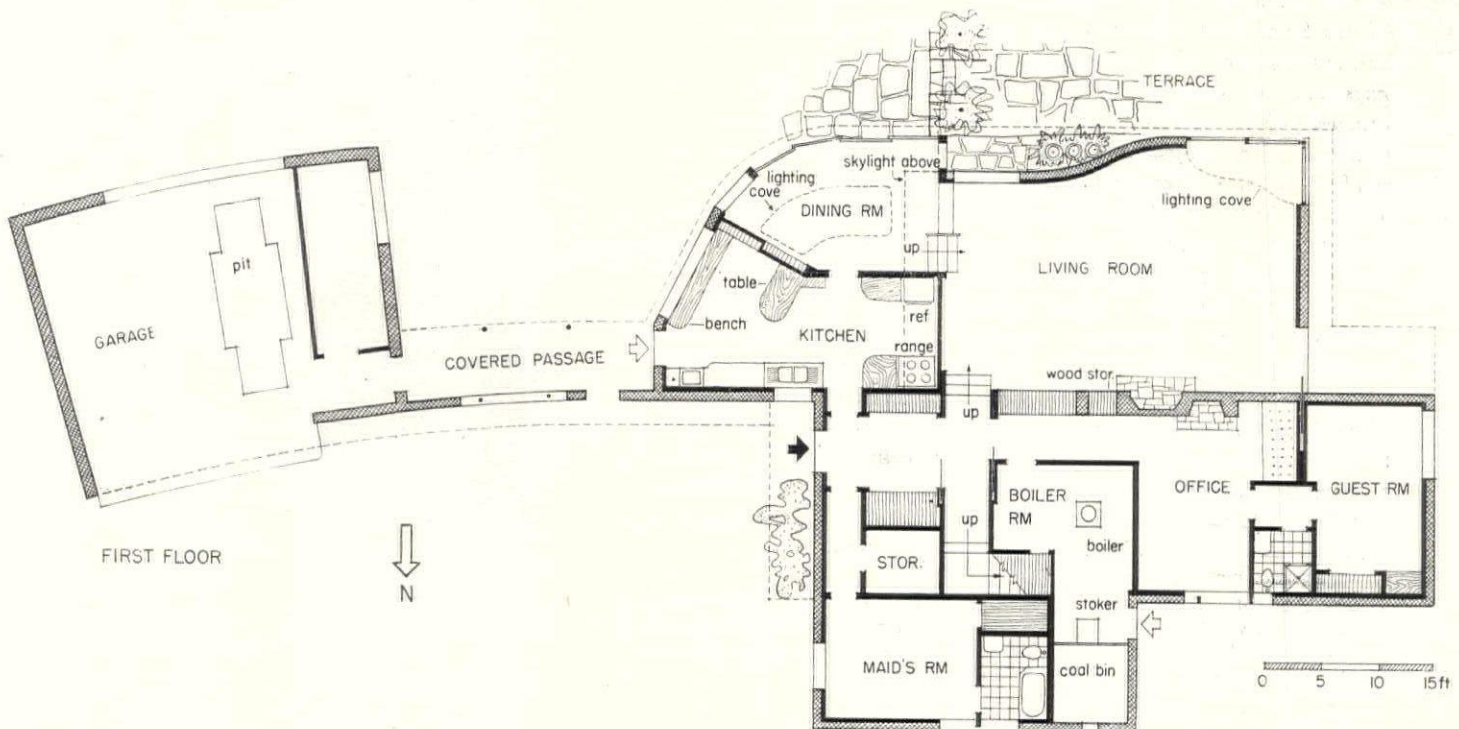 TERRACE
skylight above
lighting
cove
DINING RM
lighting cove
up
LIVING ROOM
pit
table
bench
ref
KITCHEN
range
GARAGE
COVERED PASSAGE
wood stor.
up
OFFICE
GUEST RM
BOILER
RM
up
boiler
FIRST FLOOR
STOR.
N
stoker
MAID'S RM
coal bin
0 5 10 15ft